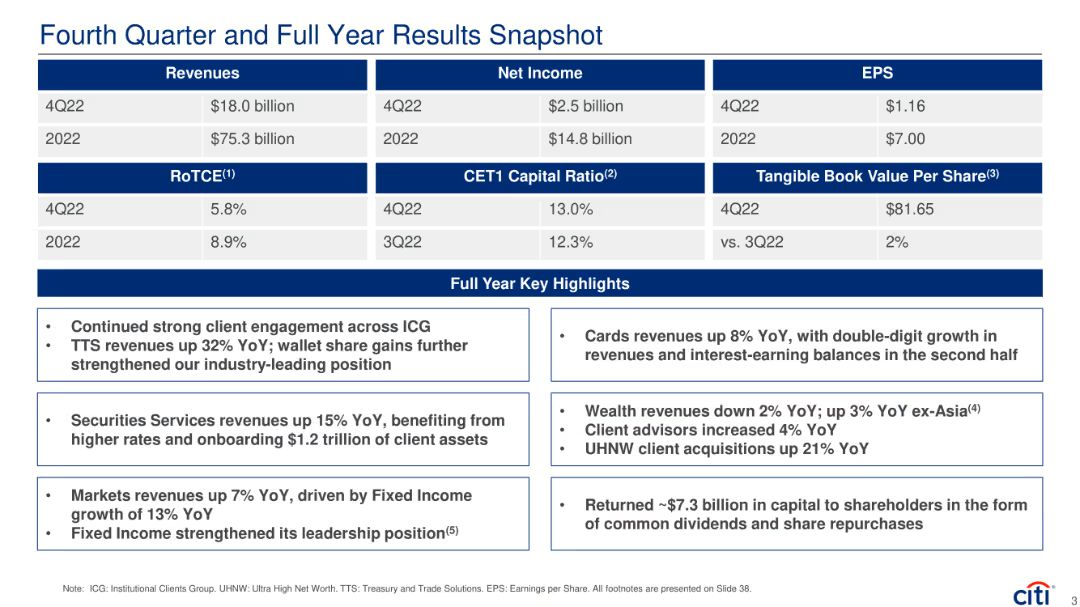 Fourth Quarter and Full Year Results Snapshot
Revenues
4Q22 $18.0 billion
2022 $75.3 billion
Net Income
4Q22 $2.5 billion
2022 $14.8 billion
EPS
4Q22 $1.16
2022 $7.00
RoTCE(1)
4Q22 5.8%
2022 8.9%
CET1 Capital Ratio(2)
4Q22 13.0%
3Q22 12.3%
Tangible Book Value Per Share(3)
4Q22 $81.65
vs. 3Q22 2%
Full Year Key Highlights
• Continued strong client engagement across ICG
• TTS revenues up 32% YoY; wallet share gains further
strengthened our industry-leading position
• Cards revenues up 8% YoY, with double-digit growth in
revenues and interest-earning balances in the second half
• Securities Services revenues up 15% YoY, benefiting from
higher rates and onboarding $1.2 trillion of client assets
• Wealth revenues down 2% YoY; up 3% YoY ex-Asia(4)
• Client advisors increased 4% YoY
• UHNW client acquisitions up 21% YoY
• Markets revenues up 7% YoY, driven by Fixed Income
growth of 13% YoY
• Fixed Income strengthened its leadership position(5)
• Returned ~$7.3 billion in capital to shareholders in the form
of common dividends and share repurchases
Note: ICG: Institutional Clients Group. UHNW: Ultra High Net Worth. TTS: Treasury and Trade Solutions. EPS: Earnings per Share. All footnotes are presented on Slide 38.
citi®
3